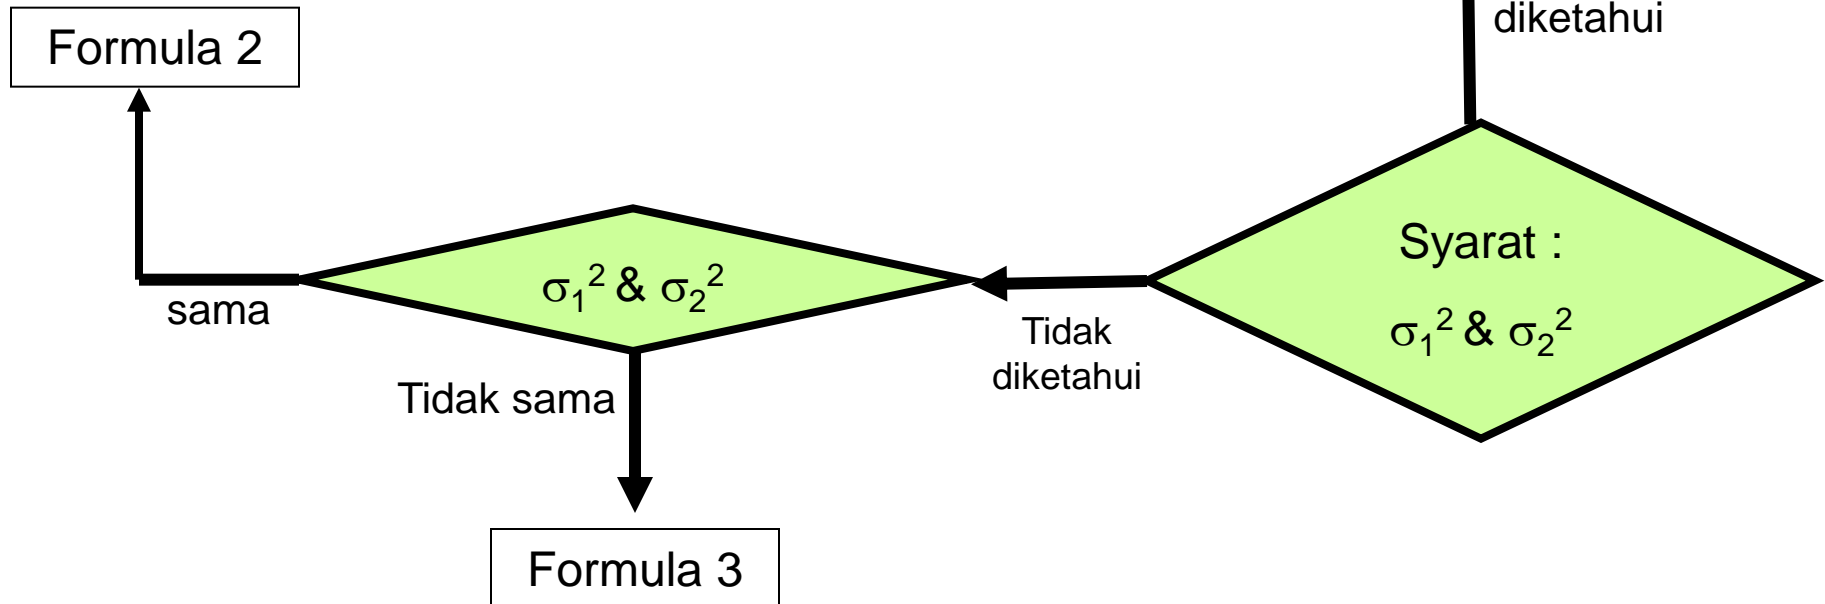 diketahui
Formula 2
Syarat :
σ₁² & σ₂²
σ₁² & σ₂²
sama
Tidak
diketahui
Tidak sama
Formula 3